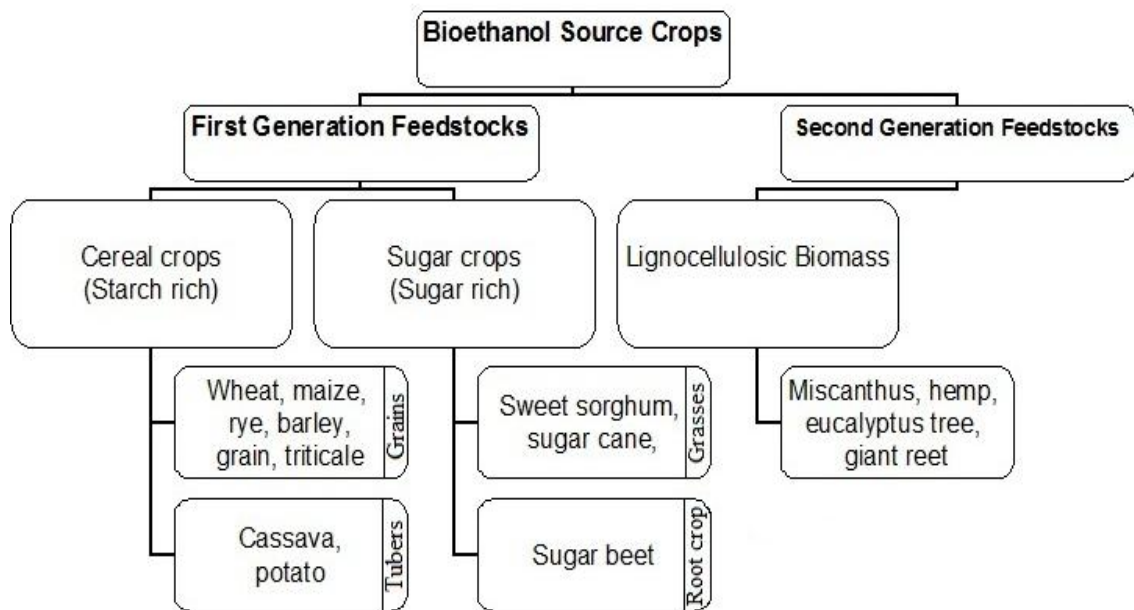 Bioethanol Source Crops
First Generation Feedstocks
Second Generation Feedstocks
Cereal crops
(Starch rich)
Sugar crops
(Sugar rich)
Lignocellulosic Biomass
Wheat, maize,
rye, barley,
grain, triticale
Grains
Sweet sorghum,
sugar cane,
Grasses
Miscanthus, hemp,
eucalyptus tree,
giant reet
Cassava,
potato
Tubers
Sugar beet
Root crop